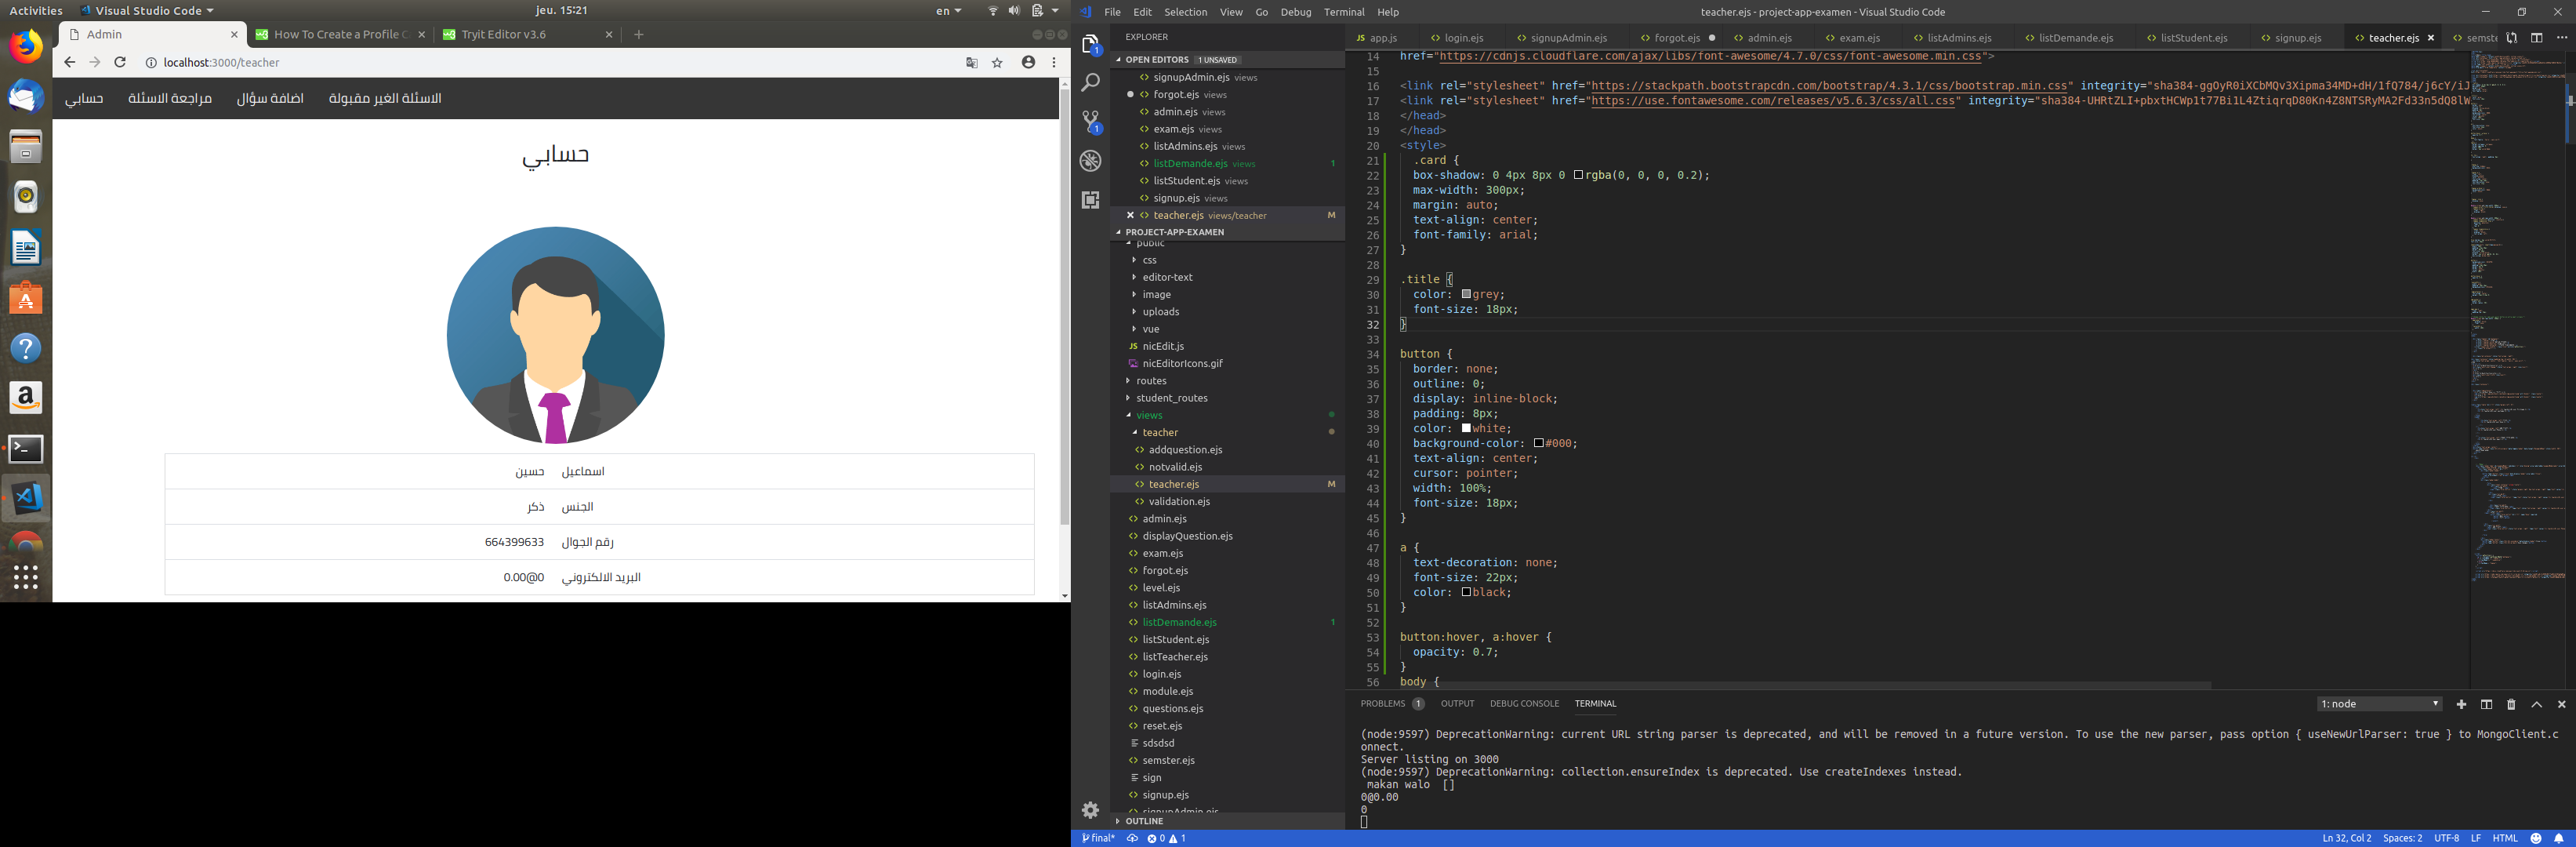 Activities
Visual Studio Code
jeu. 15:21
en
Admin
How To Create a Profile C
Tryit Editor v3.6
localhost:3000/teacher
حسابي
مراجعة الاسئلة
اضافة سؤال
الاسئلة الغير مقبولة
حسابي
اسماعيل حسين
الجنس ذكر
رقم الجوال 664399633
البريد الالكتروني 0@0.00
File Edit Selection View Go Debug Terminal Help
teacher.ejs - project-app-examen - Visual Studio Code
EXPLORER
OPEN EDITORS 1 UNSAVED
signupAdmin.ejs views
forgot.ejs views
admin.ejs views
exam.ejs views
listAdmins.ejs views
listDemande.ejs views 1
listStudent.ejs views
signup.ejs views
teacher.ejs views/teacher M
PROJECT-APP-EXAMEN
public
css
editor-text
image
uploads
vue
JS nicEdit.js
nicEditorIcons.gif
routes
student_routes
views
teacher
addquestion.ejs
notvalid.ejs
teacher.ejs M
validation.ejs
admin.ejs
displayQuestion.ejs
exam.ejs
forgot.ejs
level.ejs
listAdmins.ejs
listDemande.ejs 1
listStudent.ejs
listTeacher.ejs
login.ejs
module.ejs
questions.ejs
reset.ejs
sdsdsd
semster.ejs
sign
signup.ejs
signupAdmin.ejs
OUTLINE
JS app.js
login.ejs
signupAdmin.ejs
forgot.ejs
admin.ejs
exam.ejs
listAdmins.ejs
listDemande.ejs
listStudent.ejs
signup.ejs
teacher.ejs
semste
14 href="https://cdnjs.cloudflare.com/ajax/libs/font-awesome/4.7.0/css/font-awesome.min.css">
15
16 <link rel="stylesheet" href="https://stackpath.bootstrapcdn.com/bootstrap/4.3.1/css/bootstrap.min.css" integrity="sha384-ggOyR0iXCbMQv3Xipma34MD+dH/1fQ784/j6cY/iJ
17 <link rel="stylesheet" href="https://use.fontawesome.com/releases/v5.6.3/css/all.css" integrity="sha384-UHRtZLI+pbxtHCWp1t77Bi1L4ZtiqrqD80Kn4Z8NTSRyMA2Fd33n5dQ8lW
18 </head>
19 </head>
20 <style>
21 .card {
22 box-shadow: 0 4px 8px 0 rgba(0, 0, 0, 0.2);
23 max-width: 300px;
24 margin: auto;
25 text-align: center;
26 font-family: arial;
27 }
28
29 .title {
30 color: grey;
31 font-size: 18px;
32 }
33
34 button {
35 border: none;
36 outline: 0;
37 display: inline-block;
38 padding: 8px;
39 color: white;
40 background-color: #000;
41 text-align: center;
42 cursor: pointer;
43 width: 100%;
44 font-size: 18px;
45 }
46
47 a {
48 text-decoration: none;
49 font-size: 22px;
50 color: black;
51 }
52
53 button:hover, a:hover {
54 opacity: 0.7;
55 }
56 body {
PROBLEMS 1 OUTPUT DEBUG CONSOLE TERMINAL
1: node
(node:9597) DeprecationWarning: current URL string parser is deprecated, and will be removed in a future version. To use the new parser, pass option { useNewUrlParser: true } to MongoClient.c
onnect.
Server listing on 3000
(node:9597) DeprecationWarning: collection.ensureIndex is deprecated. Use createIndexes instead.
makan walo []
0@0.00
0
final* 0 1
Ln 32, Col 2 Spaces: 2 UTF-8 LF HTML